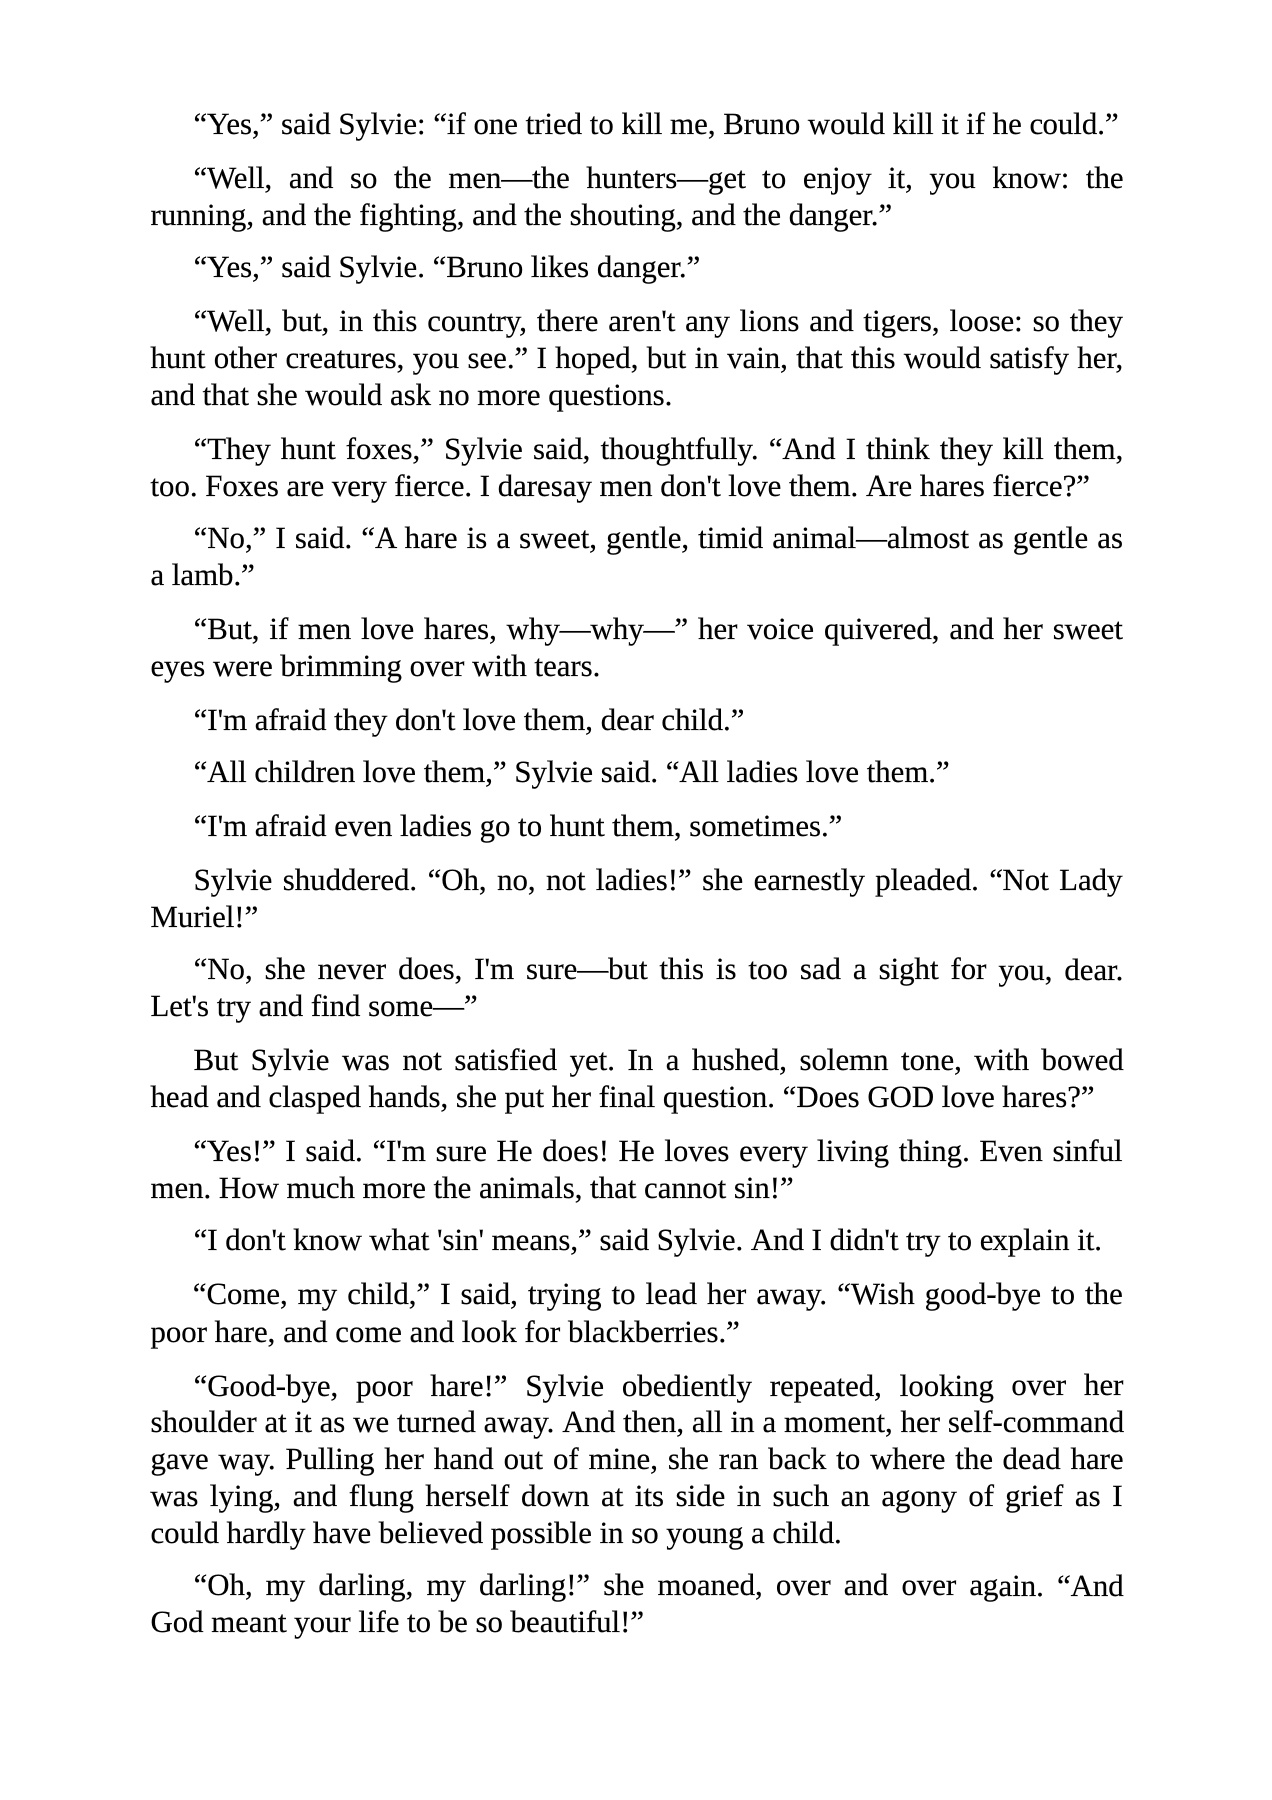 “Yes,” said Sylvie: “if one tried to kill me, Bruno would kill it if he could.”
“Well, and so the men—the hunters—get to enjoy it, you know: the
running, and the fighting, and the shouting, and the danger.”
“Yes,” said Sylvie. “Bruno likes danger.”
“Well, but, in this country, there aren't any lions and tigers, loose: so they
hunt other creatures, you see.” I hoped, but in vain, that this would satisfy her,
and that she would ask no more questions.
“They hunt foxes,” Sylvie said, thoughtfully. “And I think they kill them,
too. Foxes are very fierce. I daresay men don't love them. Are hares fierce?”
“No,” I said. “A hare is a sweet, gentle, timid animal—almost as gentle as
a lamb.”
“But, if men love hares, why—why—” her voice quivered, and her sweet
eyes were brimming over with tears.
“I'm afraid they don't love them, dear child.”
“All children love them,” Sylvie said. “All ladies love them.”
“I'm afraid even ladies go to hunt them, sometimes.”
Sylvie shuddered. “Oh, no, not ladies!” she earnestly pleaded. “Not Lady
Muriel!”
“No, she never does, I'm sure—but this is too sad a sight for you, dear.
Let's try and find some—”
But Sylvie was not satisfied yet. In a hushed, solemn tone, with bowed
head and clasped hands, she put her final question. “Does GOD love hares?”
“Yes!” I said. “I'm sure He does! He loves every living thing. Even sinful
men. How much more the animals, that cannot sin!”
“I don't know what 'sin' means,” said Sylvie. And I didn't try to explain it.
“Come, my child,” I said, trying to lead her away. “Wish good-bye to the
poor hare, and come and look for blackberries.”
“Good-bye, poor hare!” Sylvie obediently repeated, looking over her
shoulder at it as we turned away. And then, all in a moment, her self-command
gave way. Pulling her hand out of mine, she ran back to where the dead hare
was lying, and flung herself down at its side in such an agony of grief as I
could hardly have believed possible in so young a child.
“Oh, my darling, my darling!” she moaned, over and over again. “And
God meant your life to be so beautiful!”